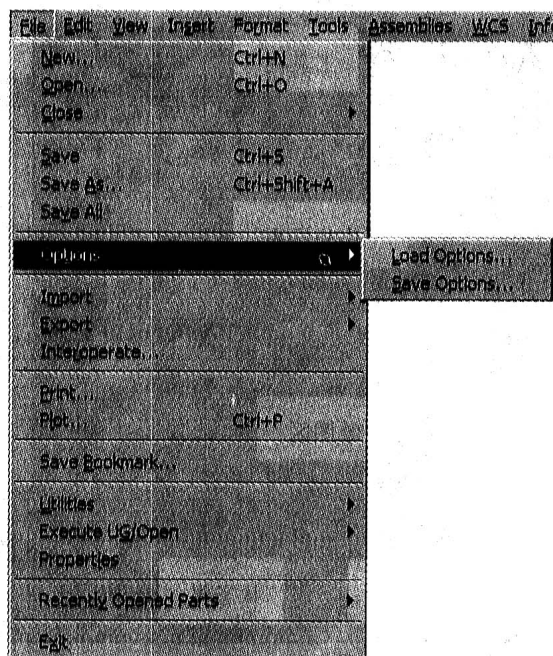 File Edit View Insert Format Tools Assemblies WCS
New... Ctrl+N
Open... Ctrl+O
Close
Save Ctrl+S
Save As... Ctrl+Shift+A
Save All
Options
Load Options...
Save Options...
Import
Export
Interoperate...
Print...
Plot... Ctrl+P
Save Bookmark...
Utilities
Execute UG/Open
Properties
Recently Opened Parts
Exit